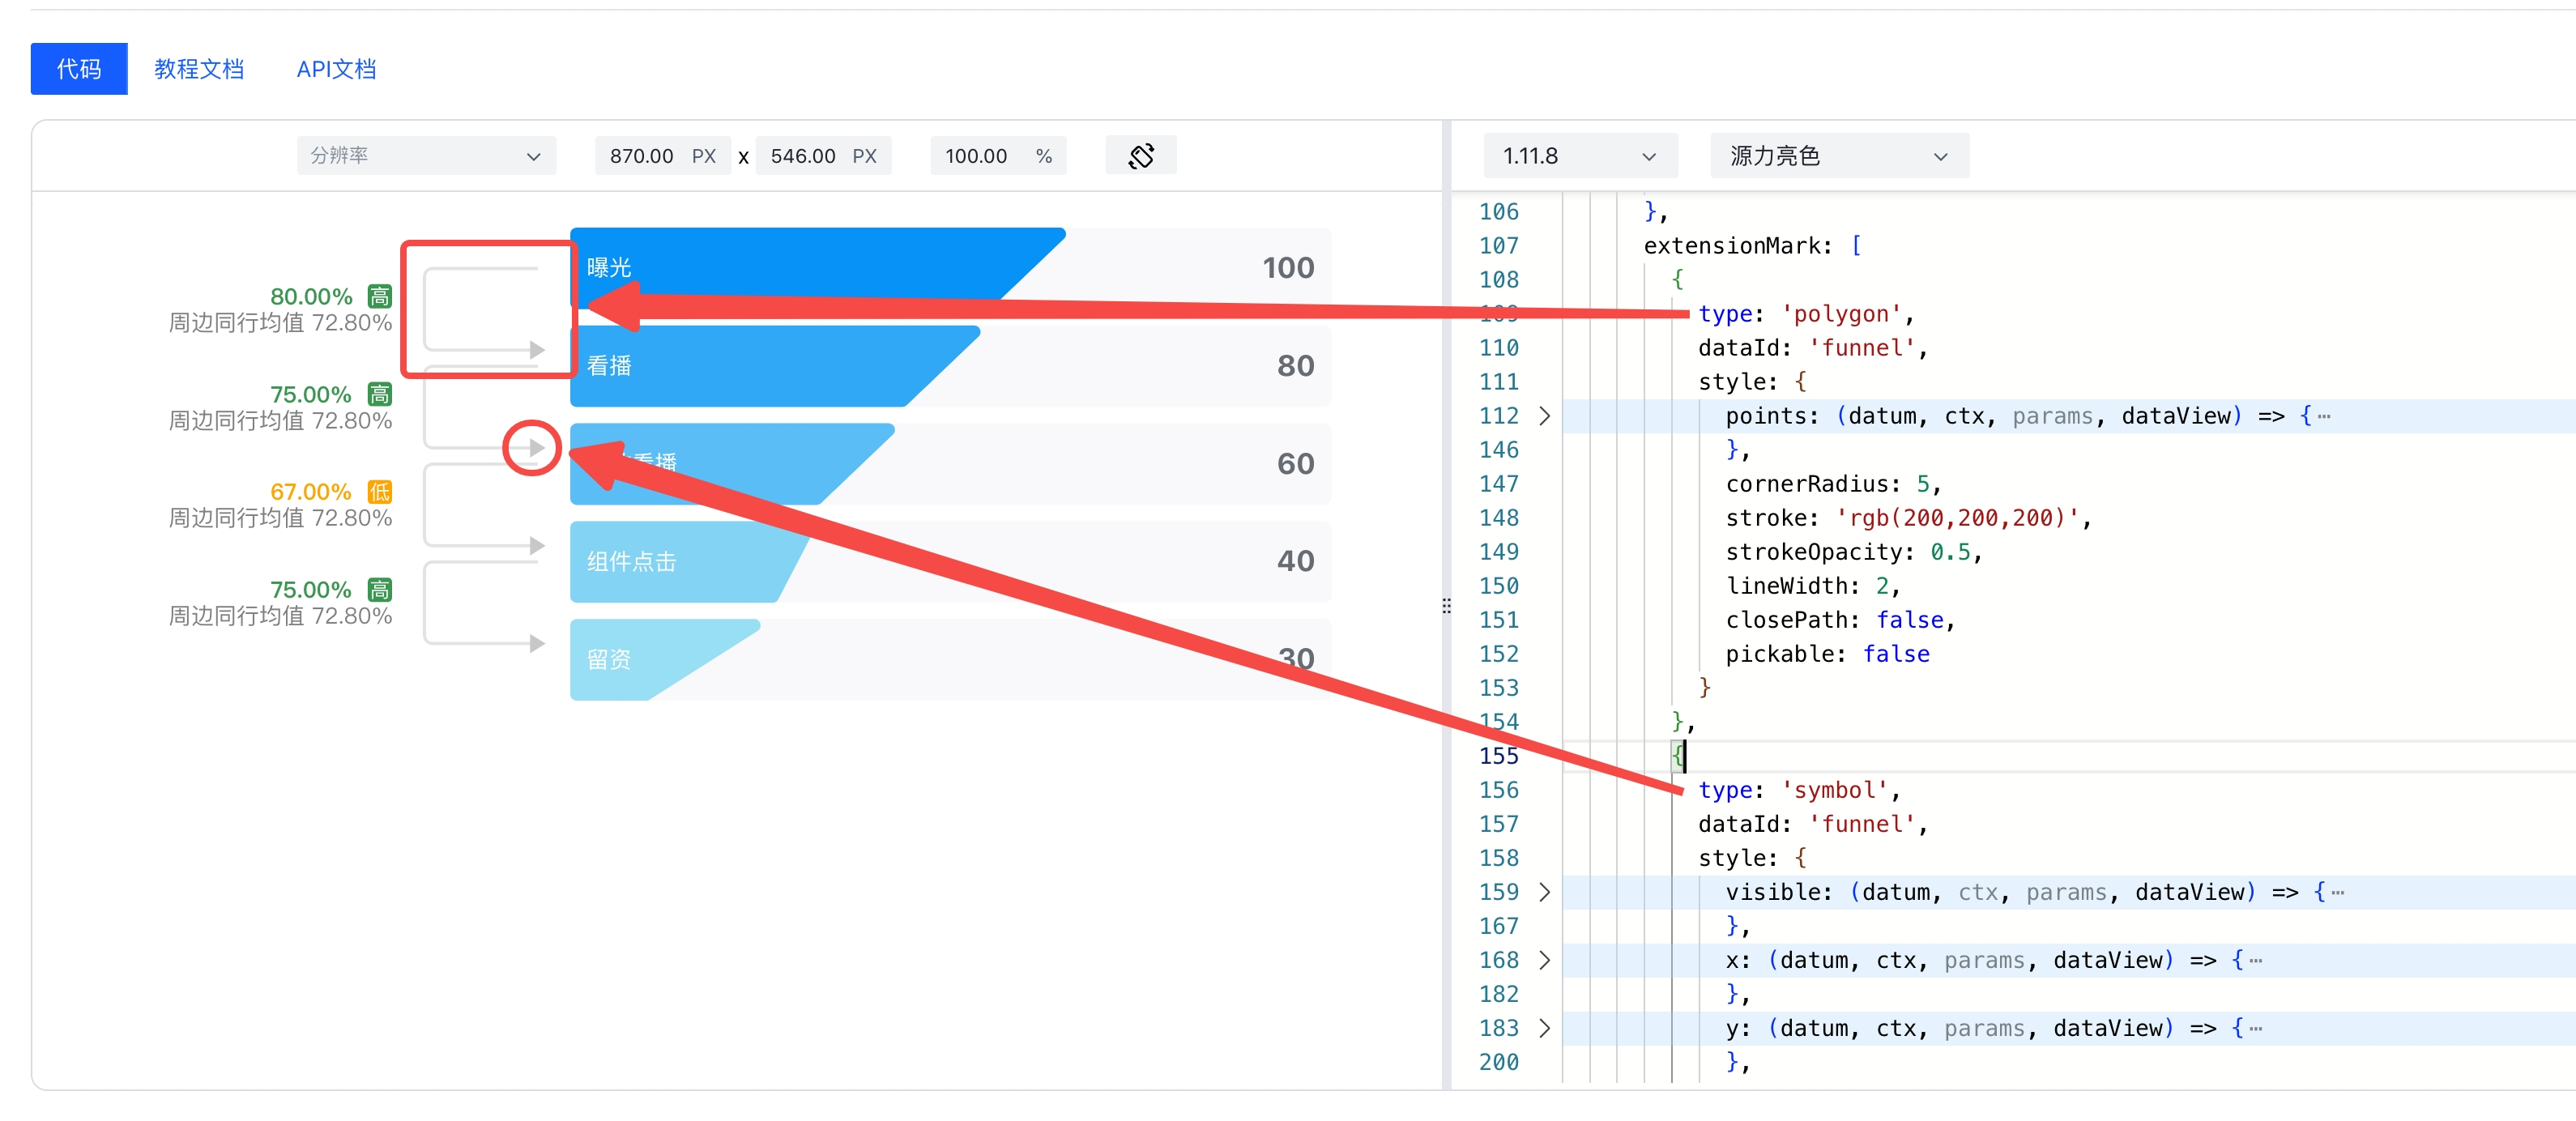 代码 教程文档 API文档
分辨率 870.00 PX x 546.00 PX 100.00 %
曝光 100
80.00% 高
周边同行均值 72.80%
看播 80
75.00% 高
周边同行均值 72.80%
看播 60
67.00% 低
周边同行均值 72.80%
组件点击 40
75.00% 高
周边同行均值 72.80%
留资 30
1.11.8 源力亮色
106 },
107 extensionMark: [
108 {
109 type: 'polygon',
110 dataId: 'funnel',
111 style: {
112 points: (datum, ctx, params, dataView) => {⋯
146 },
147 cornerRadius: 5,
148 stroke: 'rgb(200,200,200)',
149 strokeOpacity: 0.5,
150 lineWidth: 2,
151 closePath: false,
152 pickable: false
153 }
154 },
155 {
156 type: 'symbol',
157 dataId: 'funnel',
158 style: {
159 visible: (datum, ctx, params, dataView) => {⋯
167 },
168 x: (datum, ctx, params, dataView) => {⋯
182 },
183 y: (datum, ctx, params, dataView) => {⋯
200 },